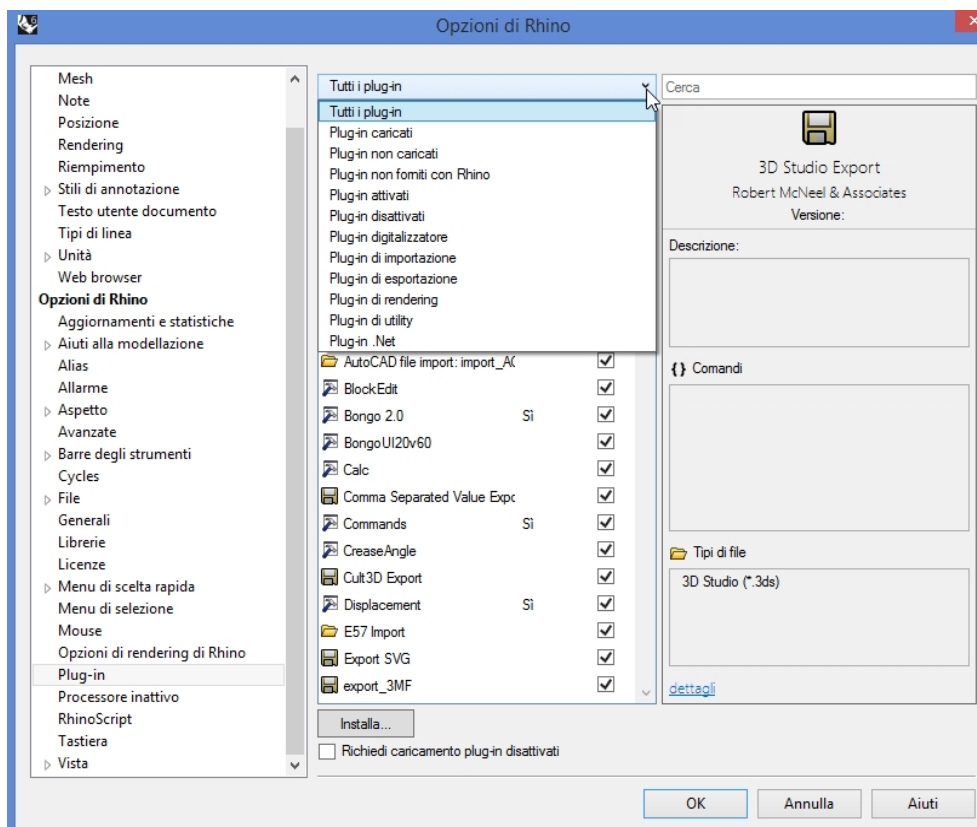 Opzioni di Rhino
Mesh
Note
Posizione
Rendering
Riempimento
Stili di annotazione
Testo utente documento
Tipi di linea
Unità
Web browser
Opzioni di Rhino
Aggiornamenti e statistiche
Aiuti alla modellazione
Alias
Allarme
Aspetto
Avanzate
Barre degli strumenti
Cycles
File
Generali
Librerie
Licenze
Menu di scelta rapida
Menu di selezione
Mouse
Opzioni di rendering di Rhino
Plug-in
Processore inattivo
RhinoScript
Tastiera
Vista
Tutti i plug-in
Tutti i plug-in
Plug-in caricati
Plug-in non caricati
Plug-in non forniti con Rhino
Plug-in attivati
Plug-in disattivati
Plug-in digitalizzatore
Plug-in di importazione
Plug-in di esportazione
Plug-in di rendering
Plug-in di utility
Plug-in .Net
AutoCAD file import: import_AC
BlockEdit
Bongo 2.0 Sì
BongoUI20v60
Calc
Comma Separated Value Expo
Commands Sì
CreaseAngle
Cult3D Export
Displacement Sì
E57 Import
Export SVG
export_3MF
Installa...
Richiedi caricamento plug-in disattivati
Cerca
3D Studio Export
Robert McNeel & Associates
Versione:
Descrizione:
{} Comandi
Tipi di file
3D Studio (*.3ds)
dettagli
OK Annulla Aiuti